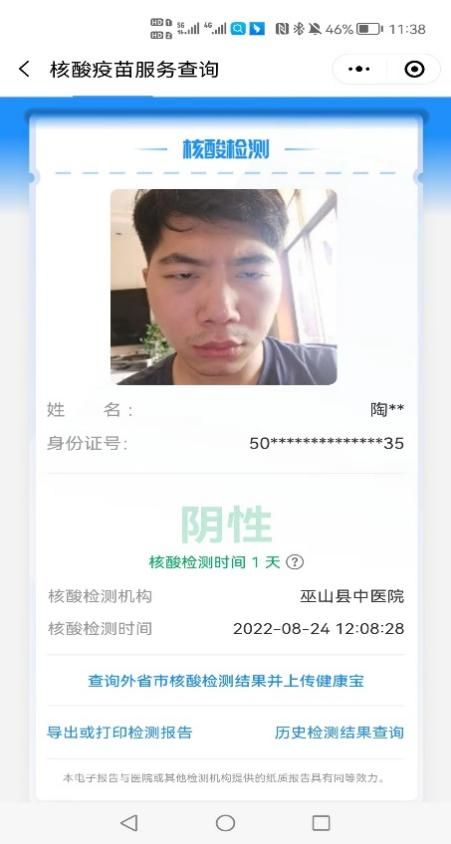 HD 1 5G 4G N 46% 11:38
HD 2
核酸疫苗服务查询
核酸检测
姓 名： 陶**
身份证号： 50**************35
阴性
核酸检测时间 1 天 ?
核酸检测机构 巫山县中医院
核酸检测时间 2022-08-24 12:08:28
查询外省市核酸检测结果并上传健康宝
导出或打印检测报告 历史检测结果查询
本电子报告与医院或其他检测机构提供的纸质报告具有同等效力。